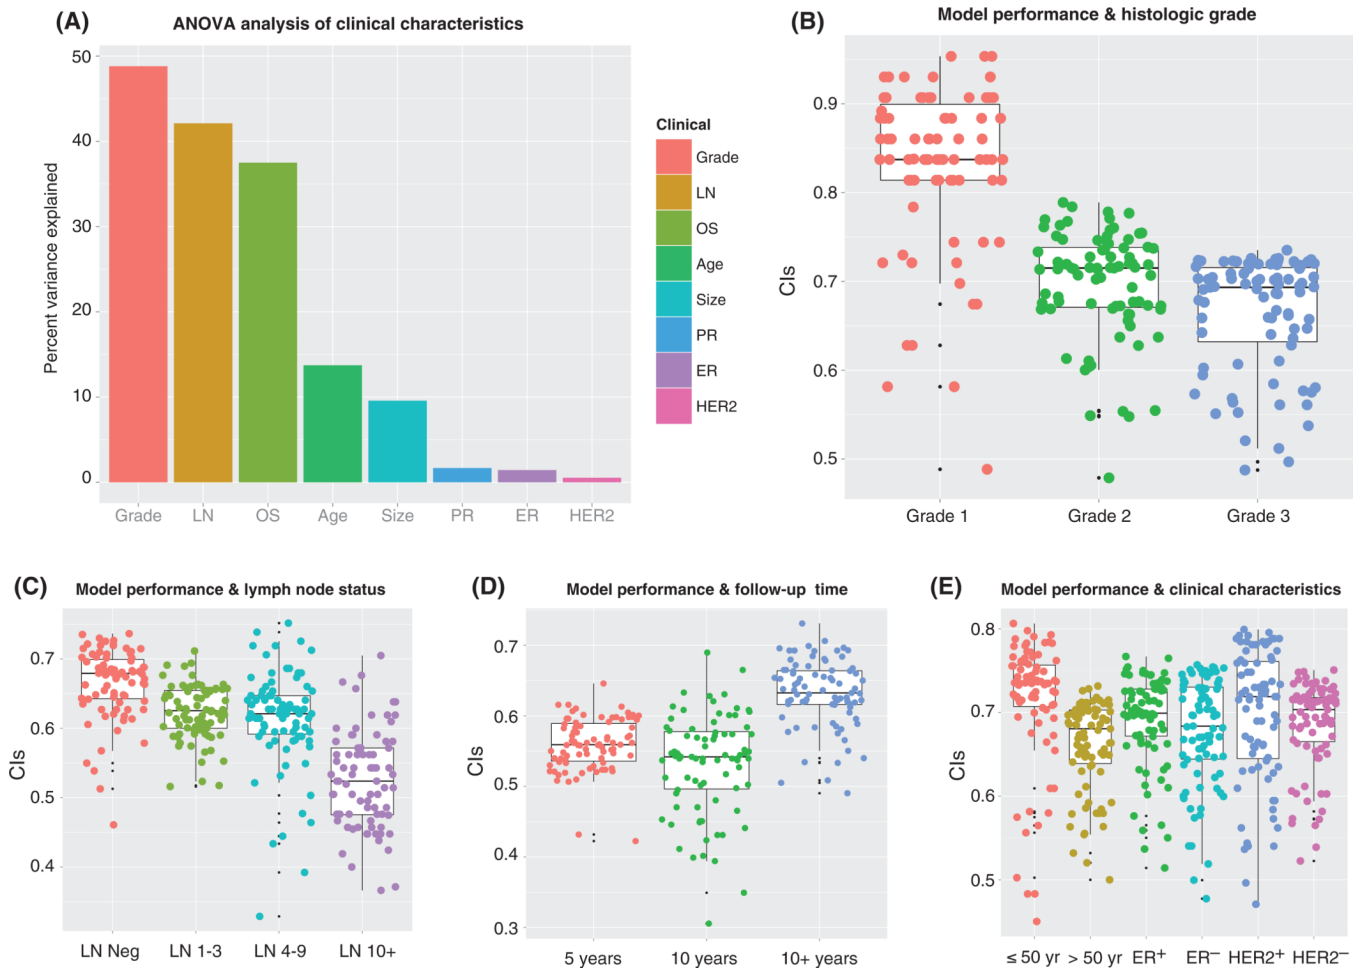 (A)
ANOVA analysis of clinical characteristics
Percent variance explained
50
40
30
20
10
0
Grade LN OS Age Size PR ER HER2
Clinical
Grade
LN
OS
Age
Size
PR
ER
HER2
(B)
Model performance & histologic grade
CIs
0.9
0.8
0.7
0.6
0.5
Grade 1 Grade 2 Grade 3
(C)
Model performance & lymph node status
CIs
0.7
0.6
0.5
0.4
LN Neg LN 1-3 LN 4-9 LN 10+
(D)
Model performance & follow-up time
CIs
0.7
0.6
0.5
0.4
0.3
5 years 10 years 10+ years
(E)
Model performance & clinical characteristics
CIs
0.8
0.7
0.6
0.5
≤ 50 yr > 50 yr ER⁺ ER⁻ HER2⁺ HER2⁻